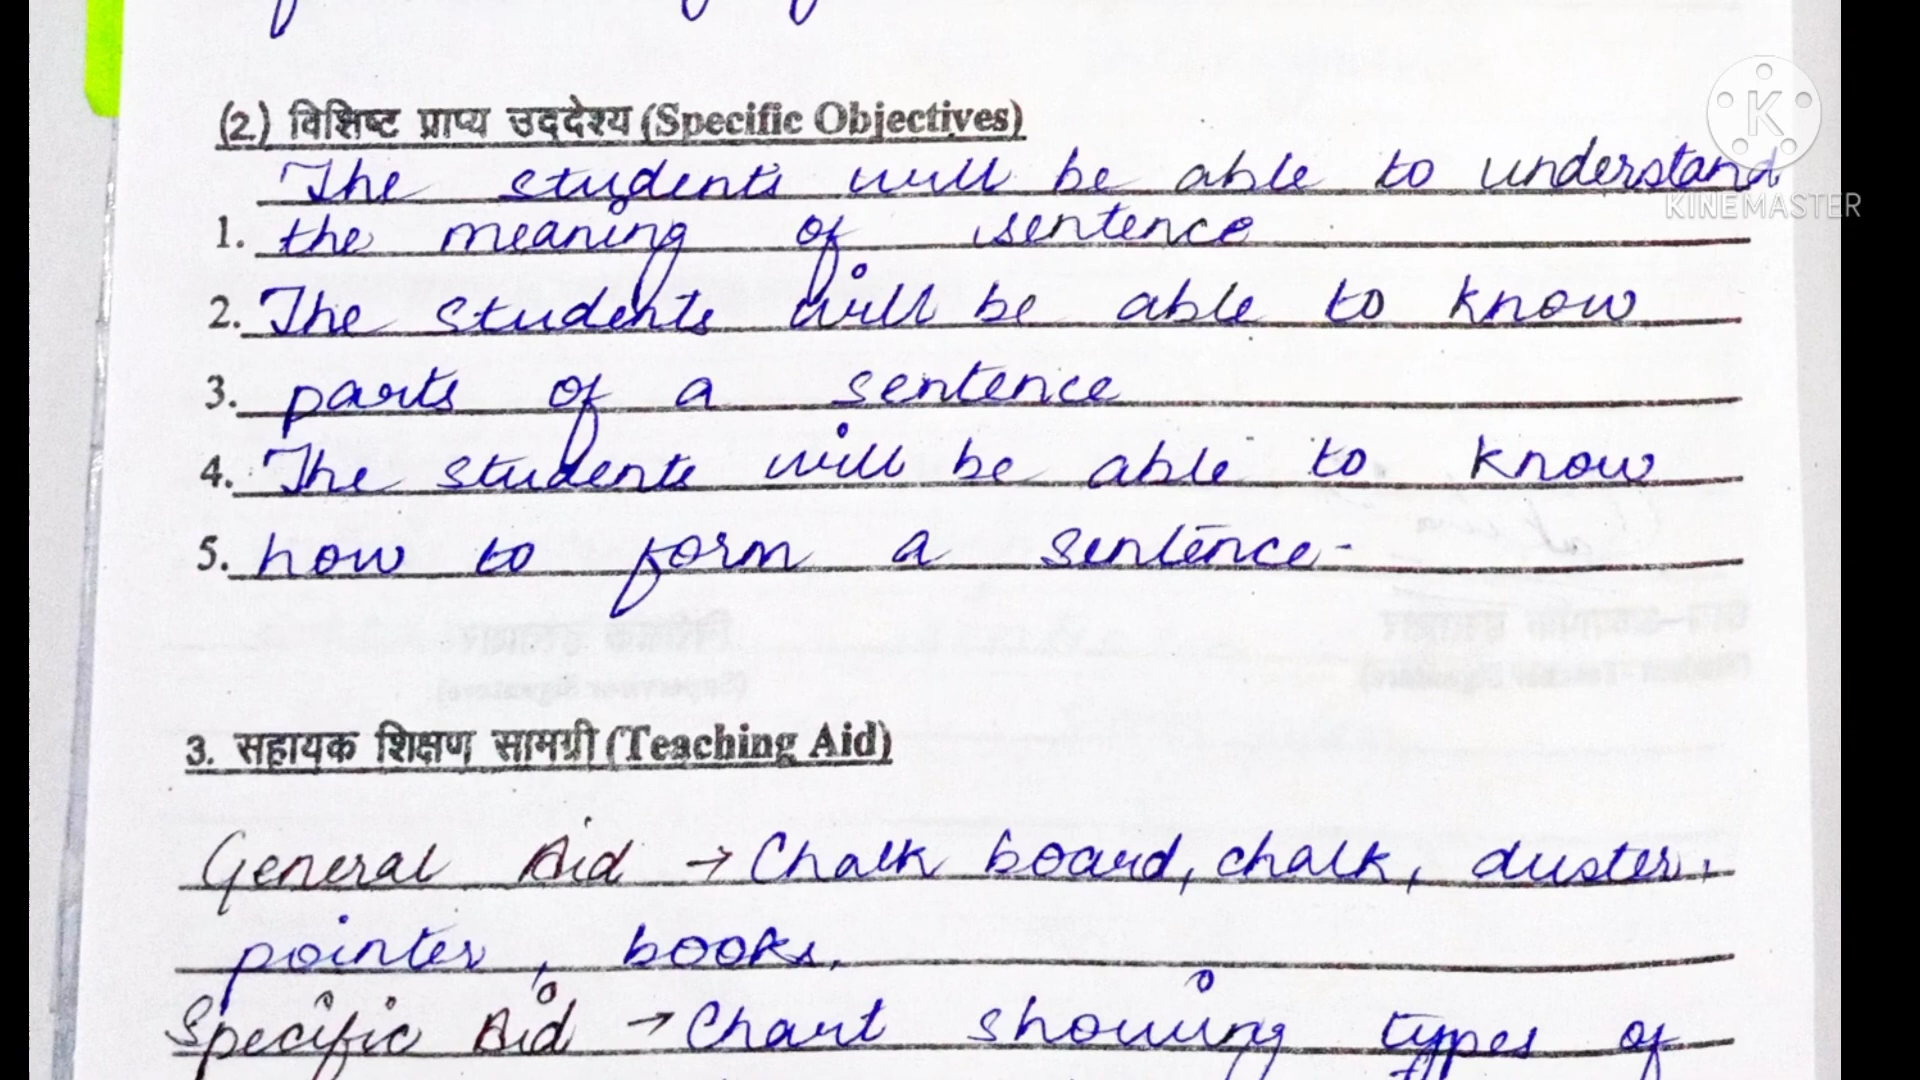 (2.) विशिष्ट प्राप्य उददेश्य (Specific Objectives)
The students will be able to understand
1. the meaning of sentence
2. The students will be able to know
3. parts of a sentence
4. The students will be able to know
5. how to form a sentence-
3. सहायक शिक्षण सामग्री (Teaching Aid)
General Aid → Chalk board, chalk, duster,
pointer, books.
Specific Aid → Chart showing types of
K
KINEMASTER